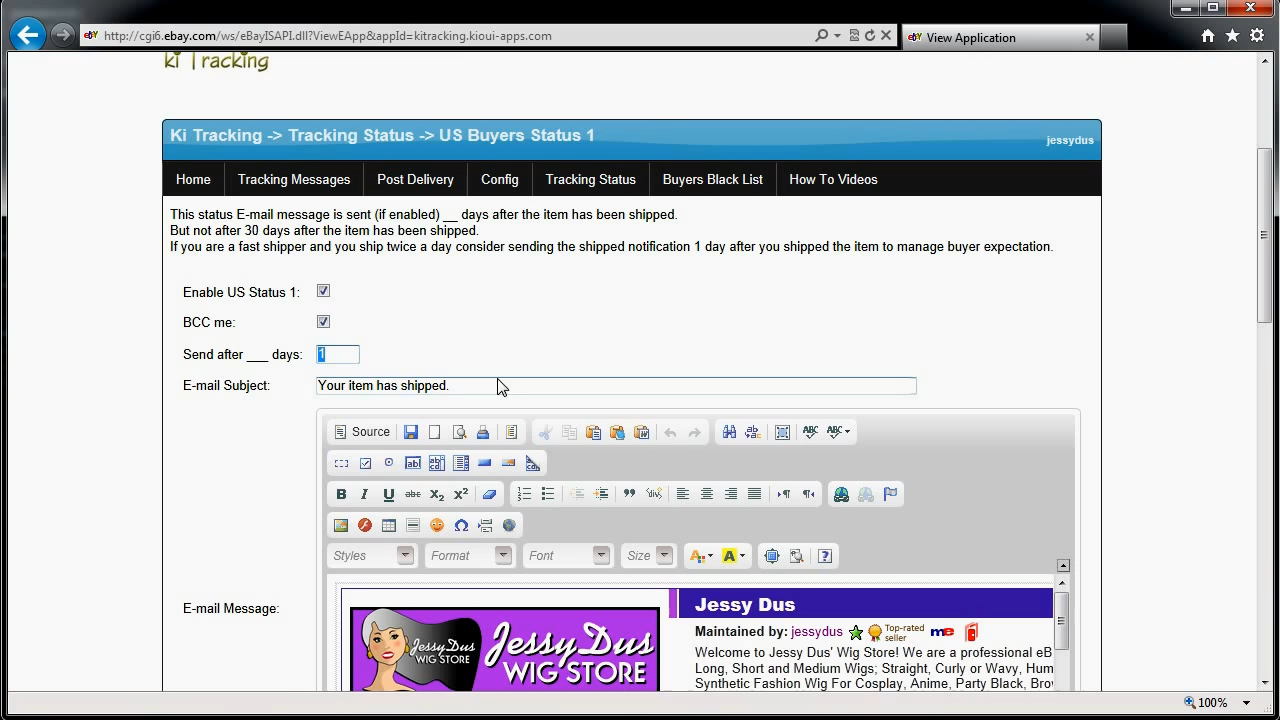 http://cgi6.ebay.com/ws/eBayISAPI.dll?ViewEApp&appId=kitracking.kioui-apps.com
View Application
ki Tracking
Ki Tracking -> Tracking Status -> US Buyers Status 1
jessydus
Home
Tracking Messages
Post Delivery
Config
Tracking Status
Buyers Black List
How To Videos
This status E-mail message is sent (if enabled) __ days after the item has been shipped.
But not after 30 days after the item has been shipped.
If you are a fast shipper and you ship twice a day consider sending the shipped notification 1 day after you shipped the item to manage buyer expectation.
Enable US Status 1:
BCC me:
Send after ___ days: 1
E-mail Subject: Your item has shipped.
Source
Styles
Format
Font
Size
E-mail Message:
JessyDus
JessyDus
WIG STORE
WIG STORE
Jessy Dus
Maintained by: jessydus
Top-rated
seller
me
Welcome to Jessy Dus' Wig Store! We are a professional eB
Long, Short and Medium Wigs; Straight, Curly or Wavy, Hum
Synthetic Fashion Wig For Cosplay, Anime, Party Black, Brov
100%